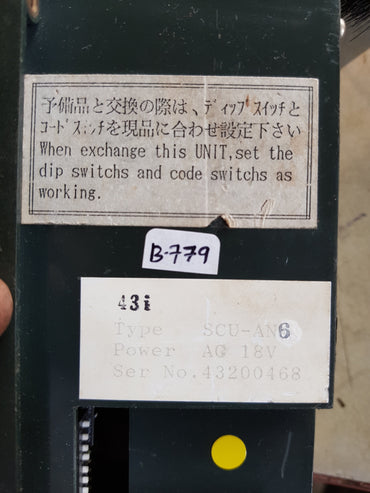 予備品と交換の際は、ディップスイッチと
コードスイッチを現品に合わせ設定下さい
When exchange this UNIT,set the
dip switchs and code switchs as
working.
B-779
43i
Type SCU-AN6
Power AC 18V
Ser No.43200468